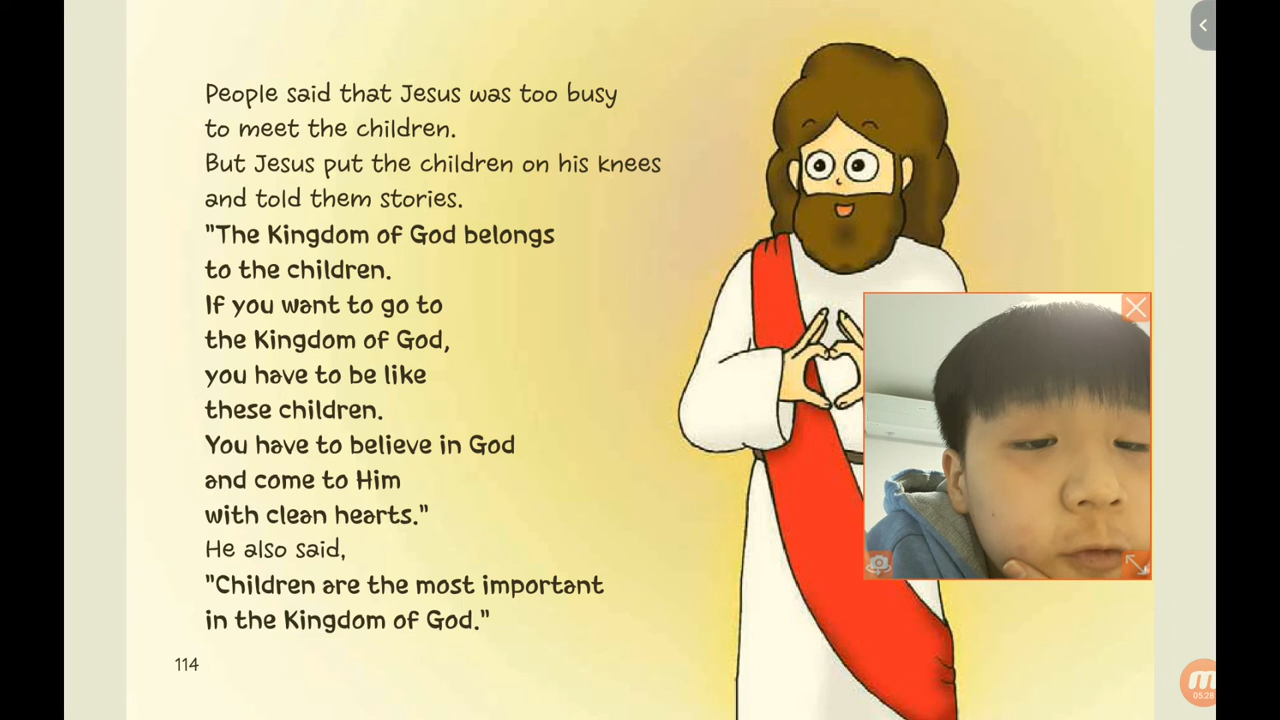 People said that Jesus was too busy
to meet the children.
But Jesus put the children on his knees
and told them stories.
"The Kingdom of God belongs
to the children.
If you want to go to
the Kingdom of God,
you have to be like
these children.
You have to believe in God
and come to Him
with clean hearts."
He also said,
"Children are the most important
in the Kingdom of God."
114
05:28